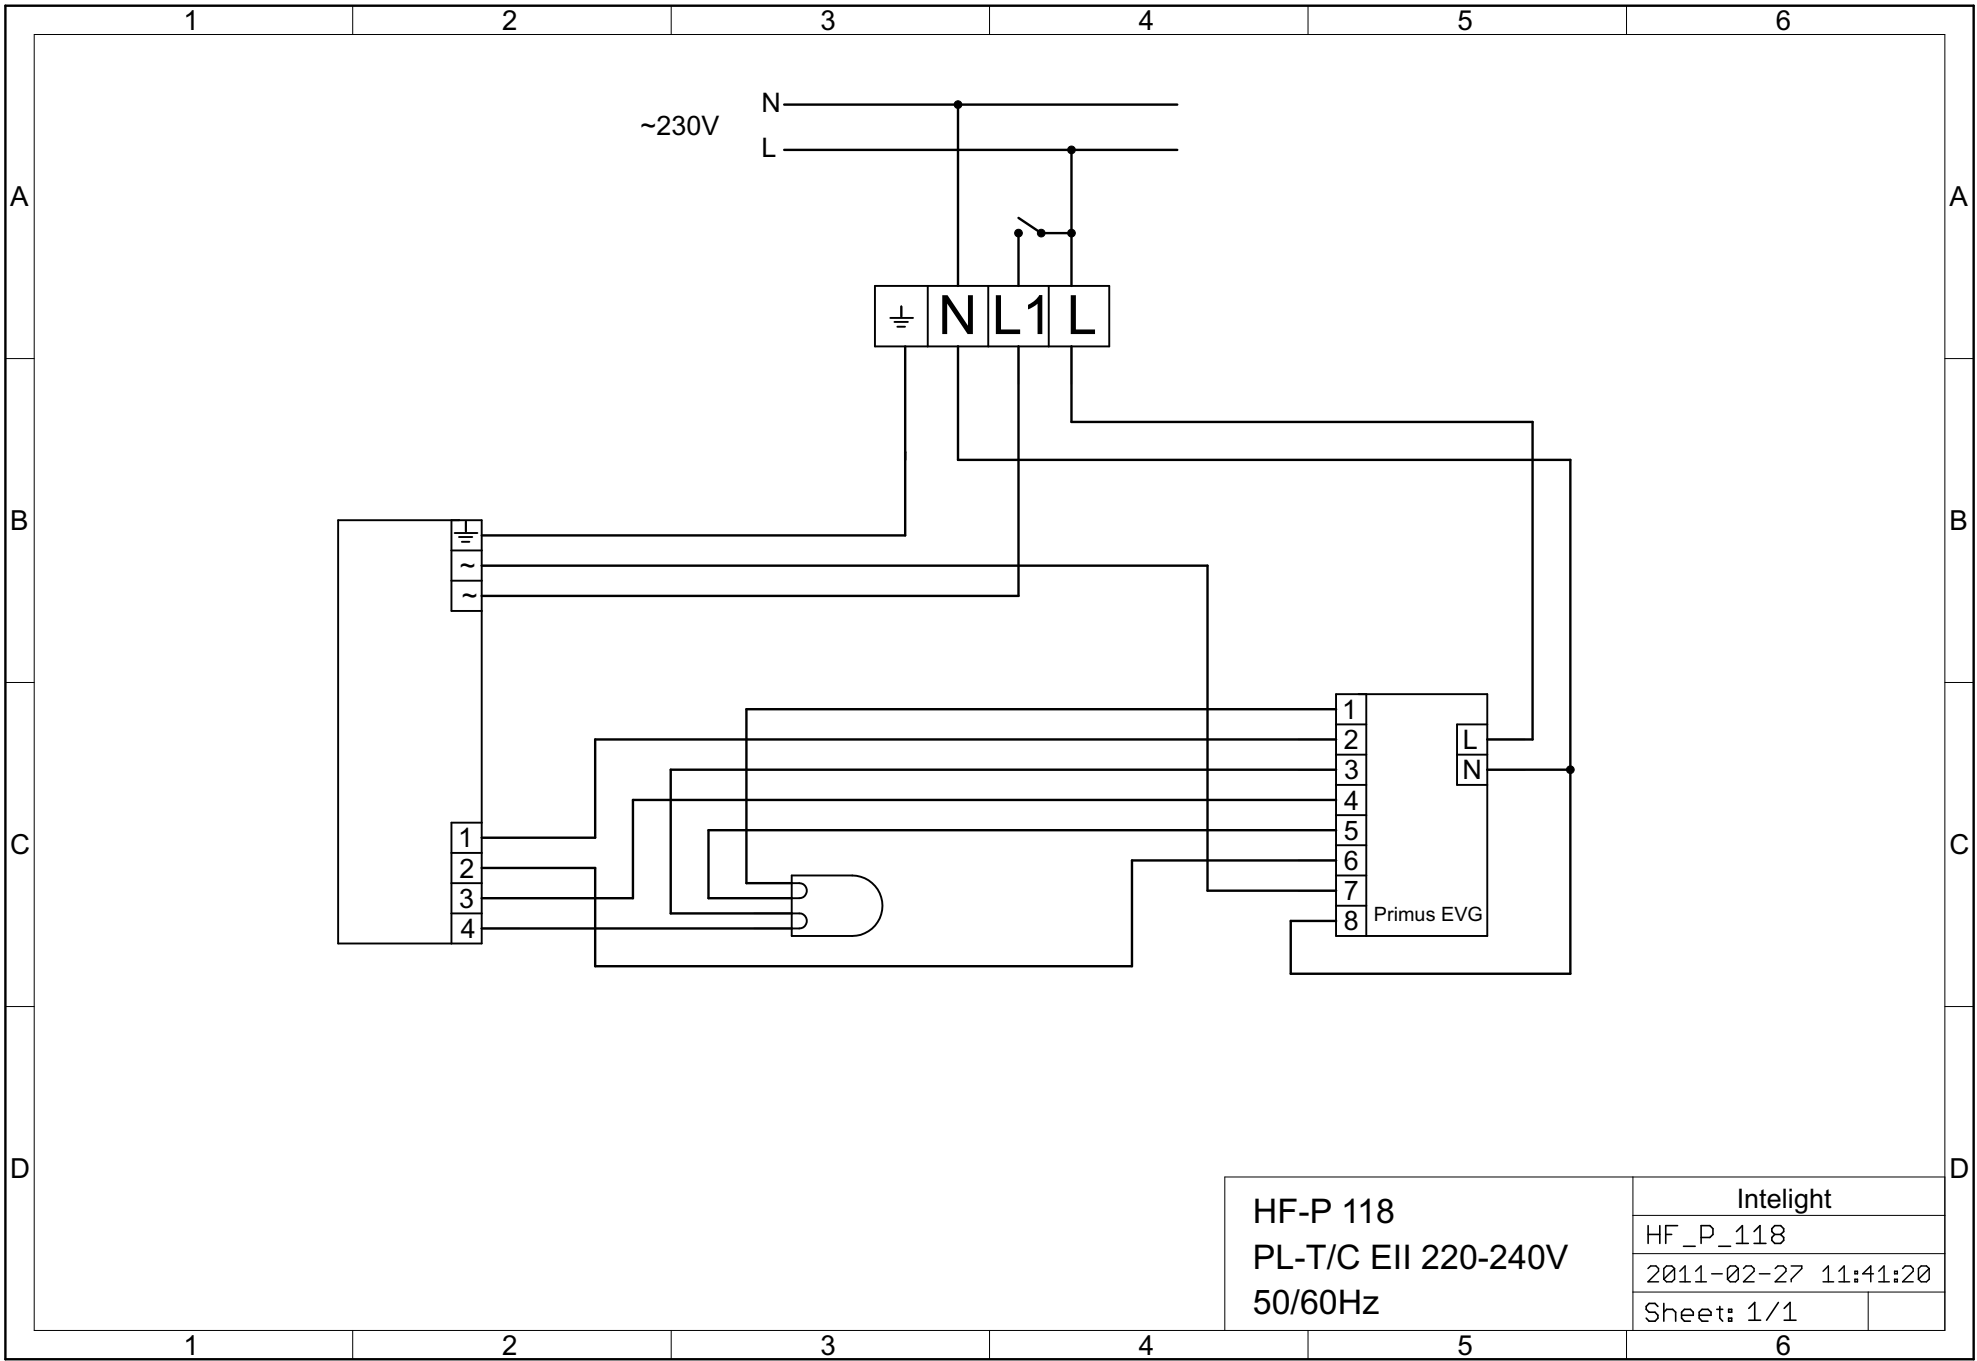 1 2 3 4 5 6
N
~230V
L
A A
N L1 L
B B
~
~
1
2 L
3 N
4
5
6
7
8 Primus EVG
C C
1
2
3
4
D D
HF-P 118
PL-T/C EII 220-240V
50/60Hz
Intelight
HF_P_118
2011-02-27 11:41:20
Sheet: 1/1
1 2 3 4 5 6